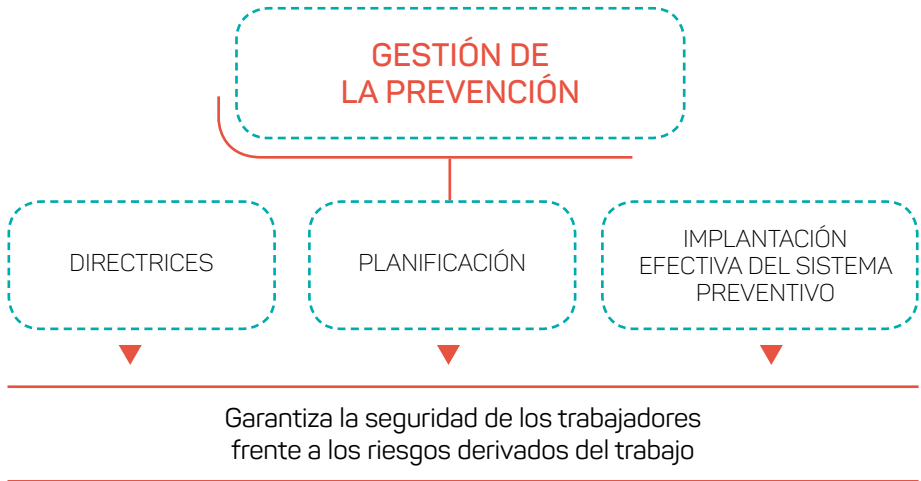 GESTIÓN DE
LA PREVENCIÓN
DIRECTRICES
PLANIFICACIÓN
IMPLANTACIÓN
EFECTIVA DEL SISTEMA
PREVENTIVO
Garantiza la seguridad de los trabajadores
frente a los riesgos derivados del trabajo